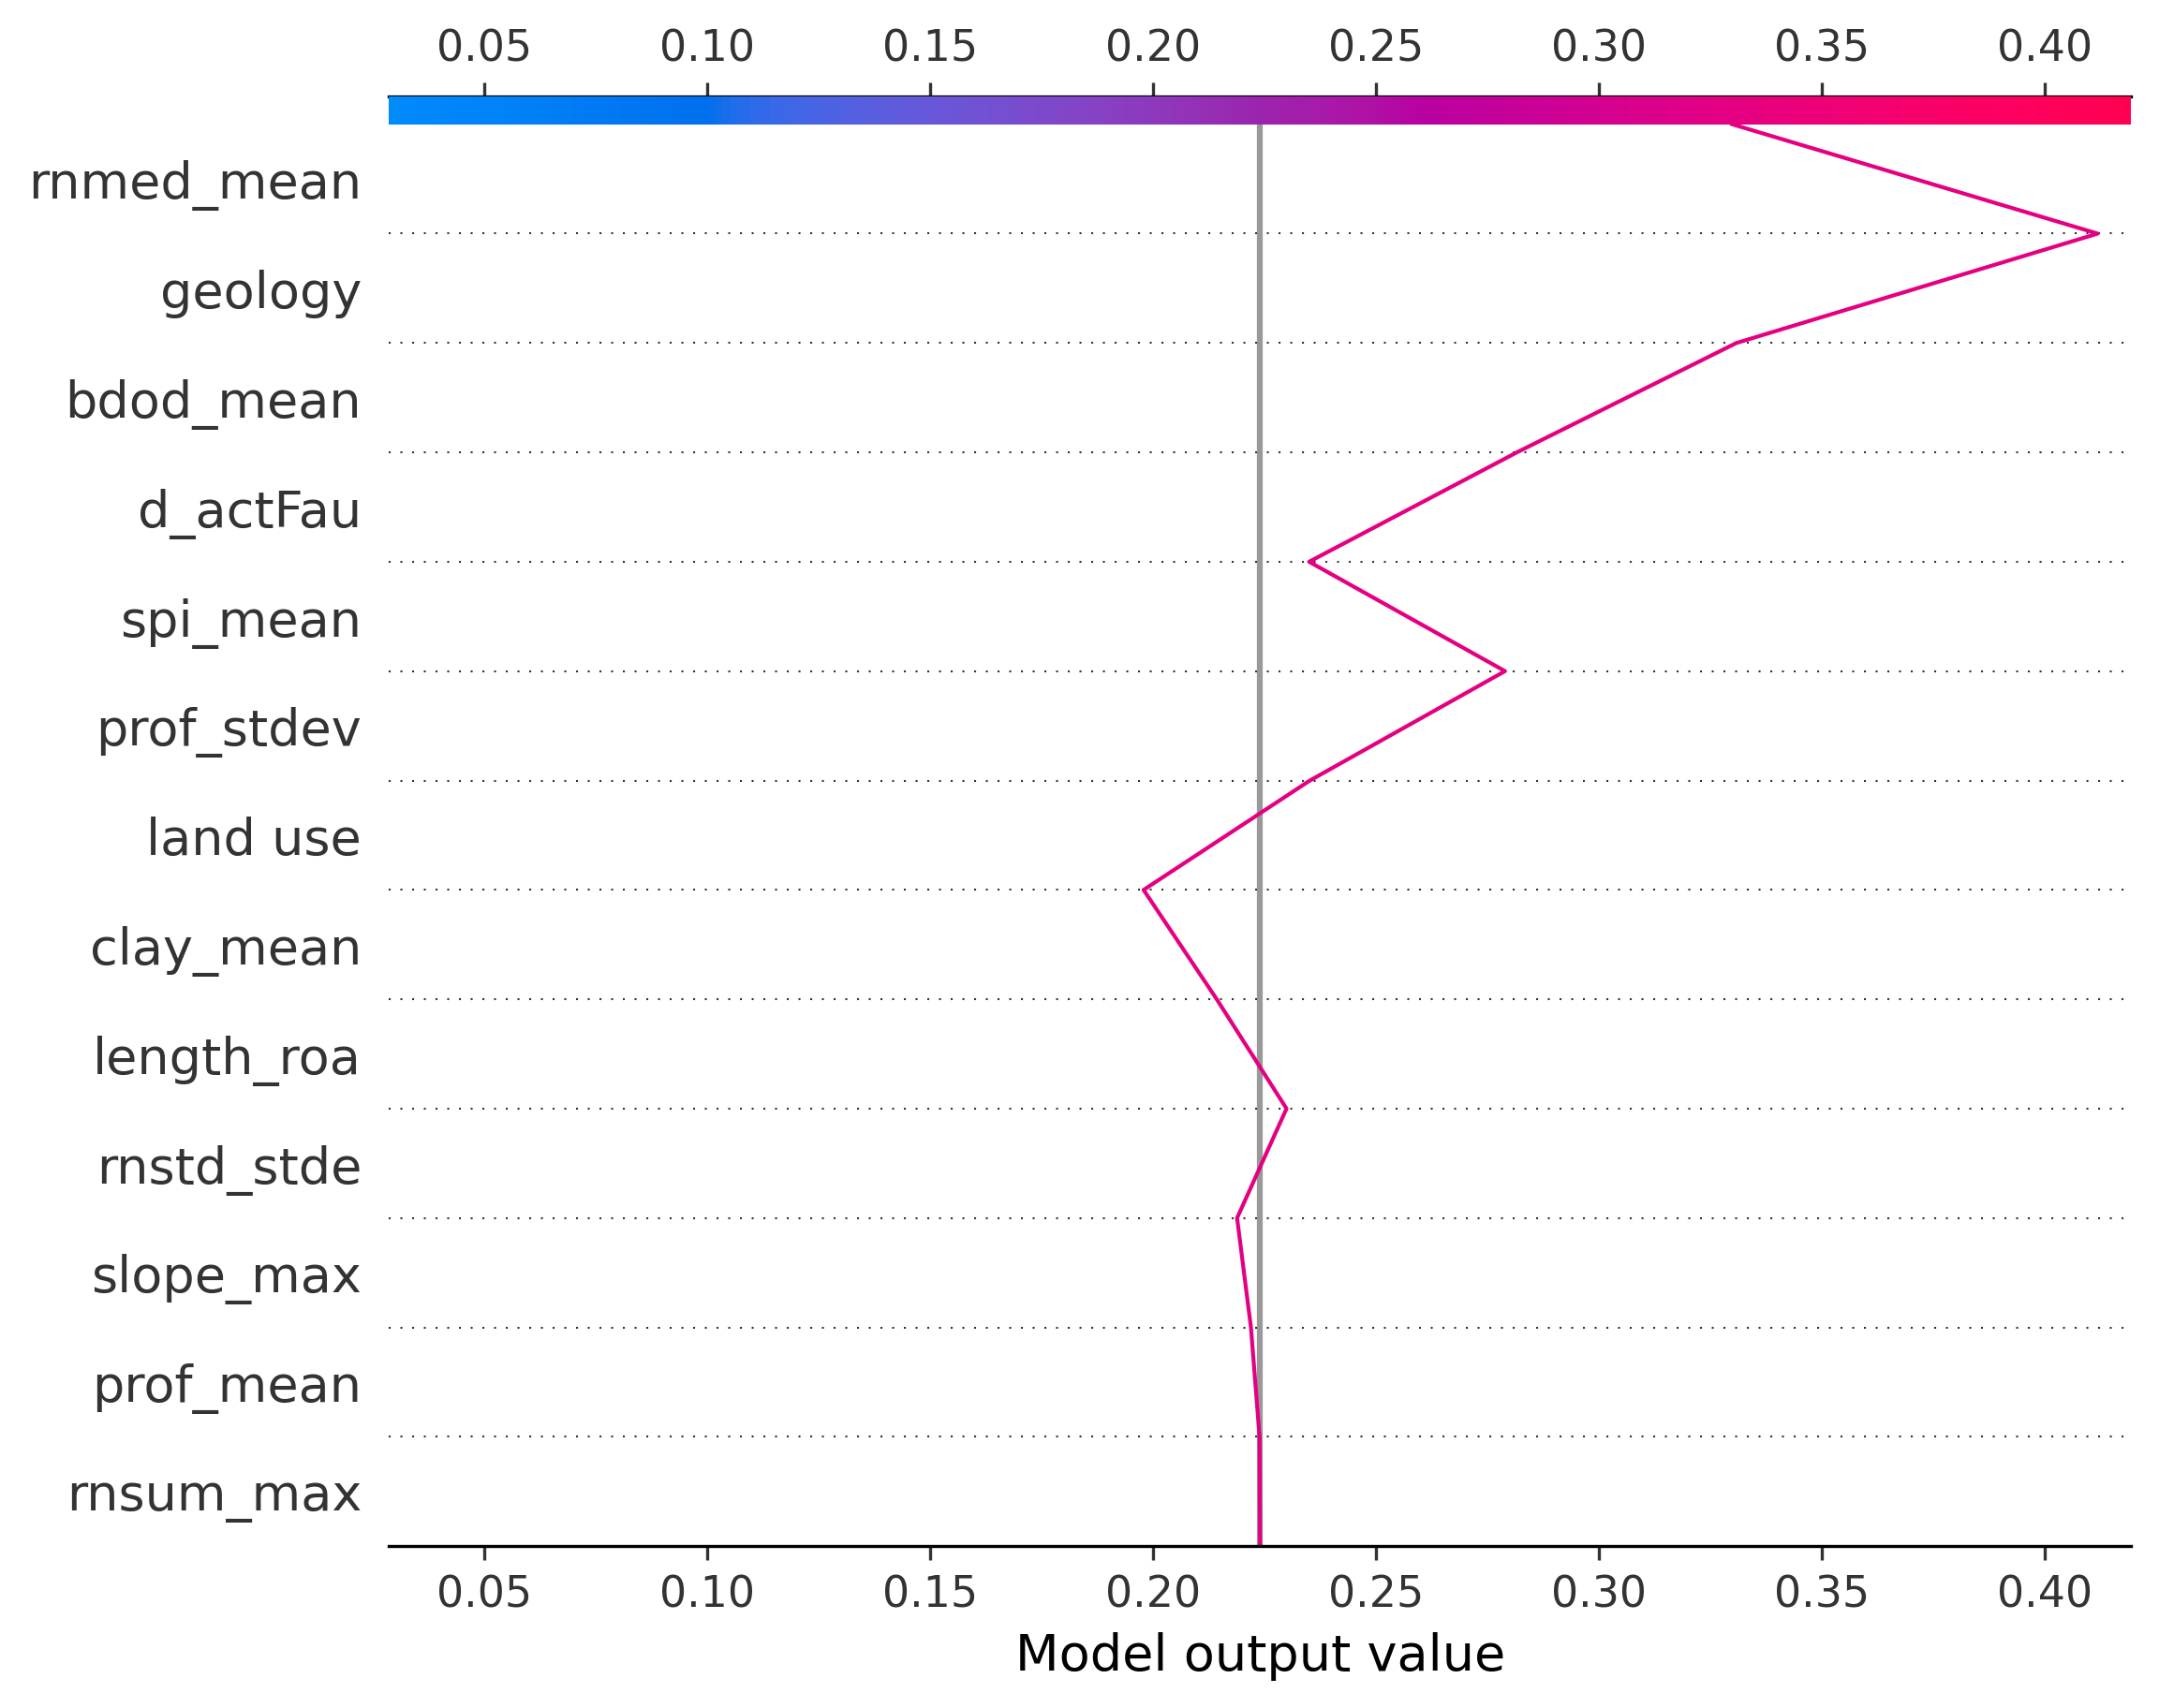 0.05 0.10 0.15 0.20 0.25 0.30 0.35 0.40
rnmed_mean
geology
bdod_mean
d_actFau
spi_mean
prof_stdev
land use
clay_mean
length_roa
rnstd_stde
slope_max
prof_mean
rnsum_max
0.05 0.10 0.15 0.20 0.25 0.30 0.35 0.40
Model output value